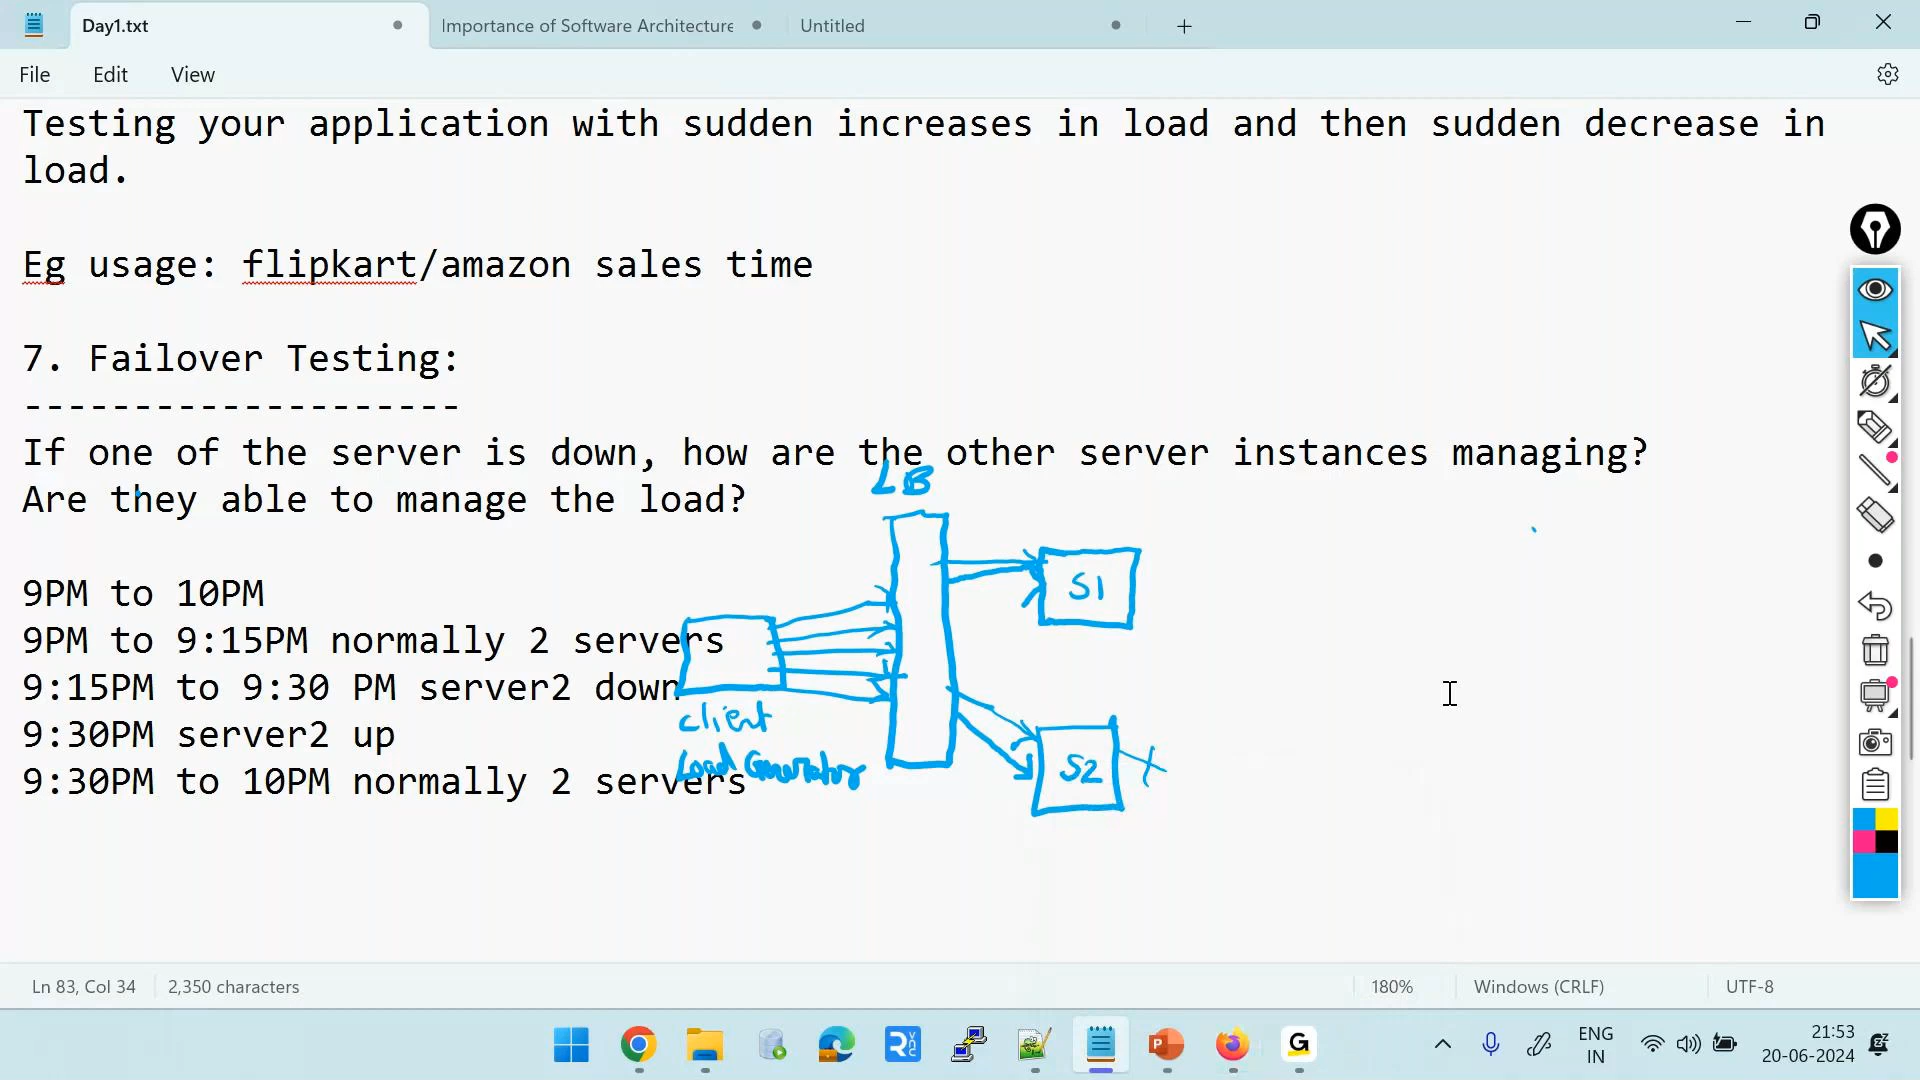 Day1.txt
Importance of Software Architecture
Untitled
File Edit View
Testing your application with sudden increases in load and then sudden decrease in
load.
Eg usage: flipkart/amazon sales time
7. Failover Testing:
--------------------
If one of the server is down, how are the other server instances managing?
Are they able to manage the load?
LB
S1
9PM to 10PM
9PM to 9:15PM normally 2 servers
9:15PM to 9:30 PM server2 down
9:30PM server2 up
9:30PM to 10PM normally 2 servers
client
Load Generator
S2
Ln 83, Col 34
2,350 characters
180%
Windows (CRLF)
UTF-8
ENG
IN
21:53
20-06-2024